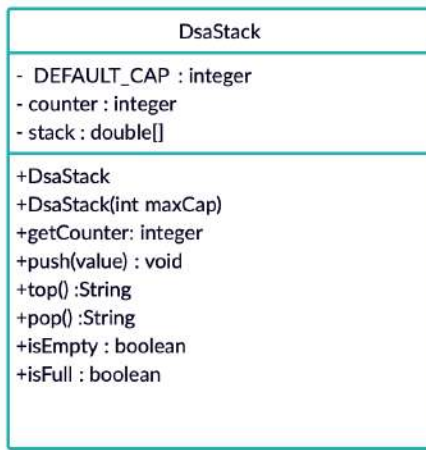 DsaStack
- DEFAULT_CAP : integer
- counter : integer
- stack : double[]
+DsaStack
+DsaStack(int maxCap)
+getCounter: integer
+push(value) : void
+top() :String
+pop() :String
+isEmpty : boolean
+isFull : boolean